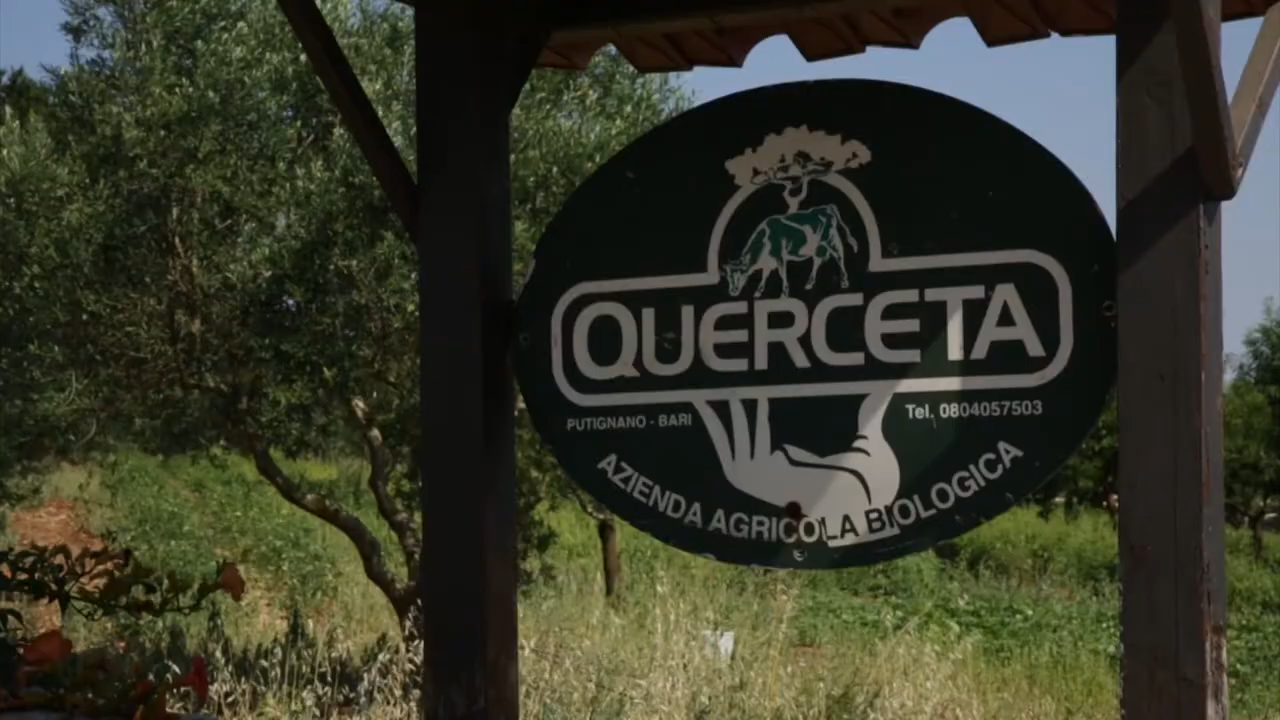 QUERCETA
PUTIGNANO - BARI
Tel. 0804057503
AZIENDA AGRICOLA BIOLOGICA